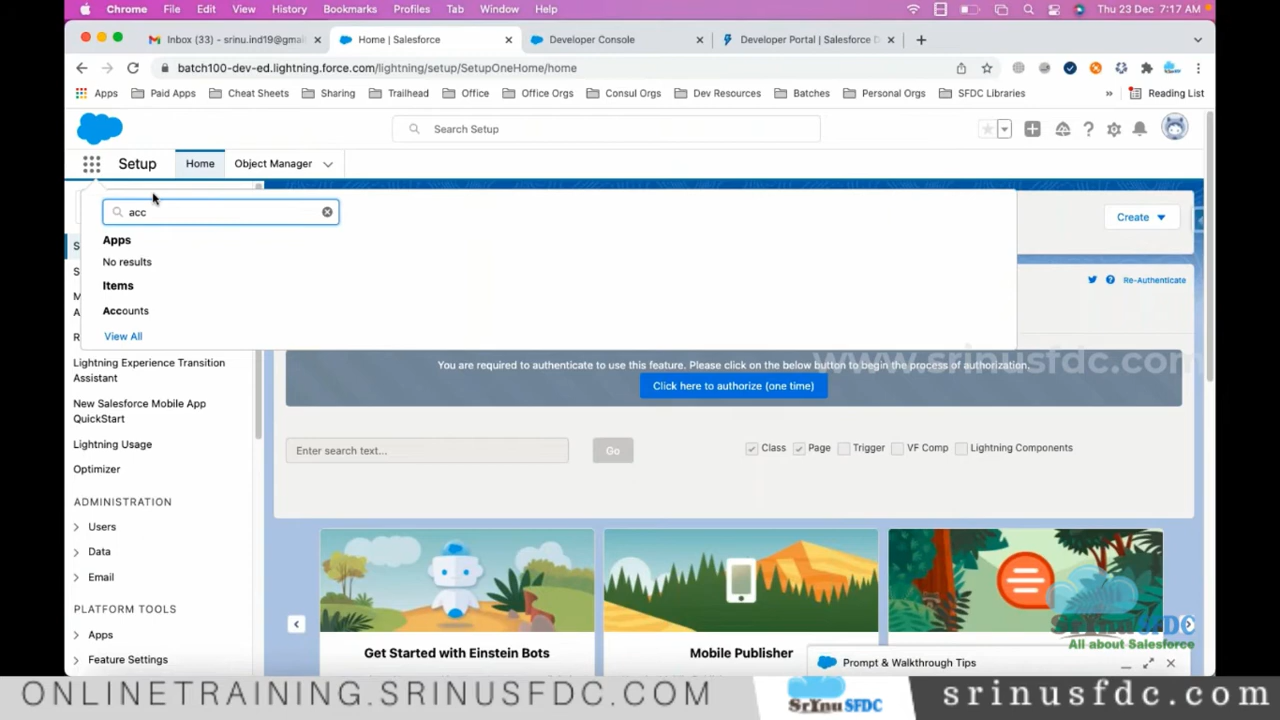 Chrome File Edit View History Bookmarks Profiles Tab Window Help Thu 23 Dec 7:17 AM
Inbox (33) - srinu.ind19@gmai
Home | Salesforce
Developer Console
Developer Portal | Salesforce D
batch100-dev-ed.lightning.force.com/lightning/setup/SetupOneHome/home
Apps Paid Apps Cheat Sheets Sharing Trailhead Office Office Orgs Consul Orgs Dev Resources Batches Personal Orgs SFDC Libraries » Reading List
Search Setup
Setup Home Object Manager
acc
Apps
No results
Items
Accounts
View All
Create
Re-Authenticate
www.srinusfdc.com
You are required to authenticate to use this feature. Please click on the below button to begin the process of authorization.
Click here to authorize (one time)
Lightning Experience Transition
Assistant
New Salesforce Mobile App
QuickStart
Lightning Usage
Optimizer
Enter search text...
Go
Class Page Trigger VF Comp Lightning Components
ADMINISTRATION
Users
Data
Email
PLATFORM TOOLS
Apps
Feature Settings
Get Started with Einstein Bots
Mobile Publisher
SrinuSFDC
All about Salesforce
Prompt & Walkthrough Tips
ONLINETRAINING.SRINUSFDC.COM
SrinuSFDC
srinusfdc.com